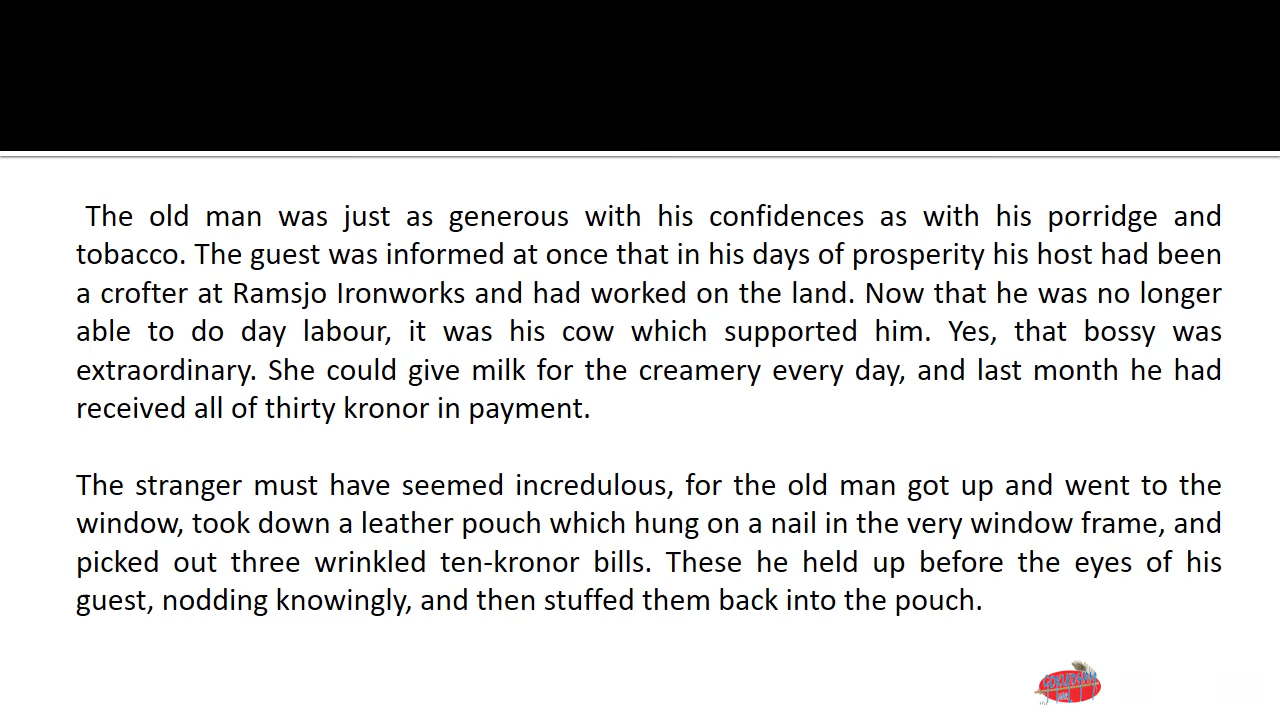 The old man was just as generous with his confidences as with his porridge and
tobacco. The guest was informed at once that in his days of prosperity his host had been
a crofter at Ramsjo Ironworks and had worked on the land. Now that he was no longer
able to do day labour, it was his cow which supported him. Yes, that bossy was
extraordinary. She could give milk for the creamery every day, and last month he had
received all of thirty kronor in payment.
The stranger must have seemed incredulous, for the old man got up and went to the
window, took down a leather pouch which hung on a nail in the very window frame, and
picked out three wrinkled ten-kronor bills. These he held up before the eyes of his
guest, nodding knowingly, and then stuffed them back into the pouch.